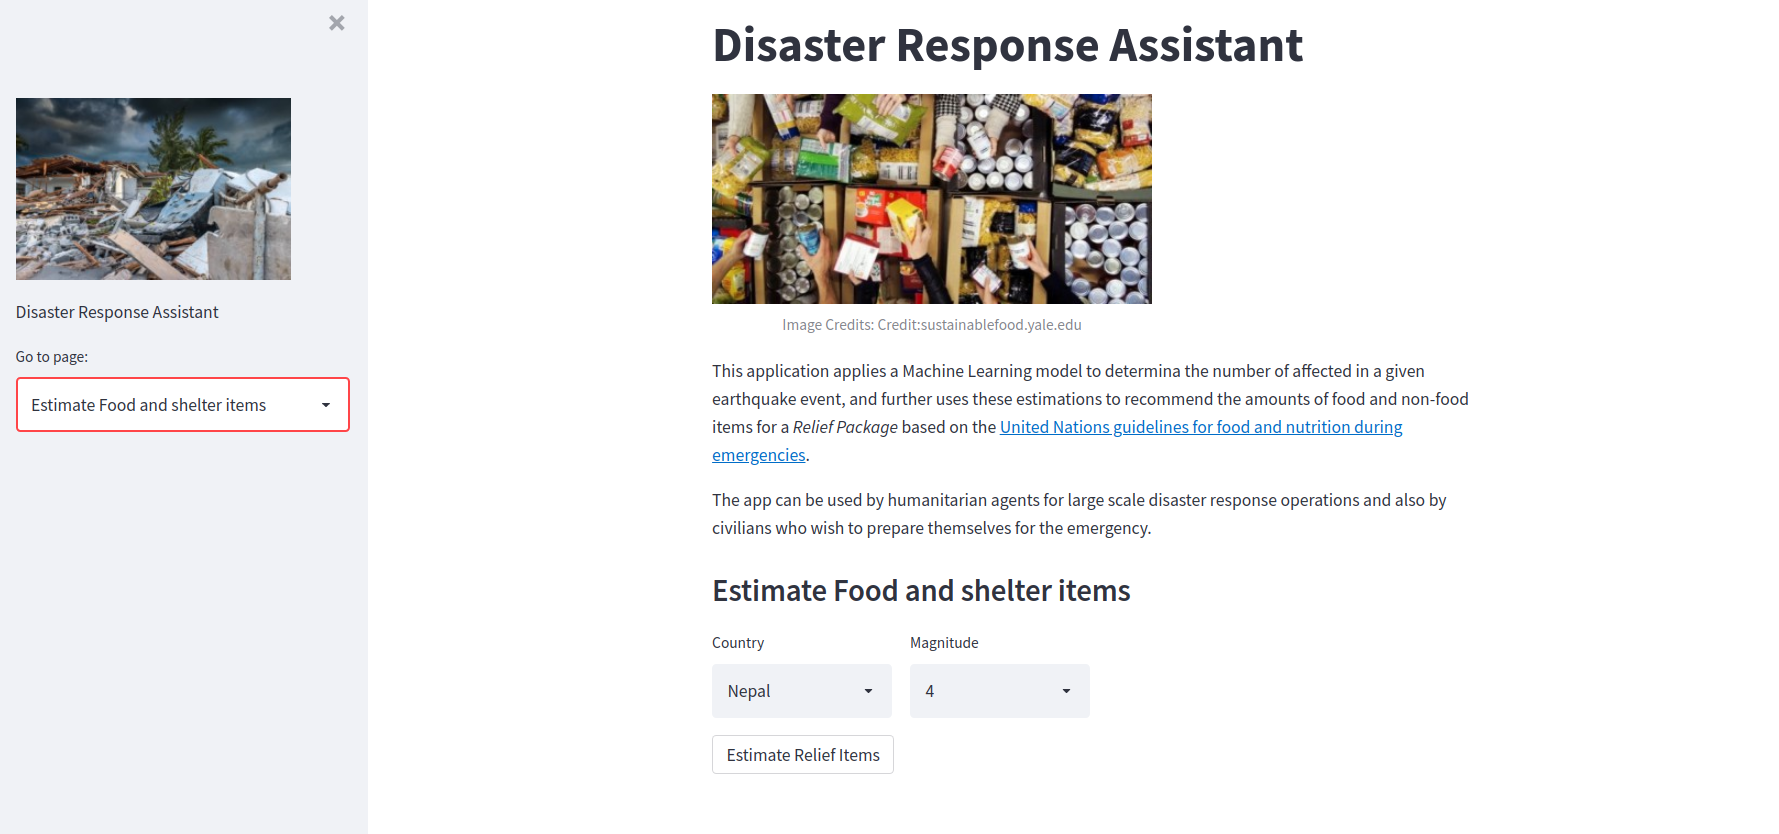 Disaster Response Assistant
Go to page:
Estimate Food and shelter items
Disaster Response Assistant
Image Credits: Credit:sustainablefood.yale.edu
This application applies a Machine Learning model to determina the number of affected in a given
earthquake event, and further uses these estimations to recommend the amounts of food and non-food
items for a Relief Package based on the United Nations guidelines for food and nutrition during
emergencies.
The app can be used by humanitarian agents for large scale disaster response operations and also by
civilians who wish to prepare themselves for the emergency.
Estimate Food and shelter items
Country
Magnitude
Nepal
4
Estimate Relief Items